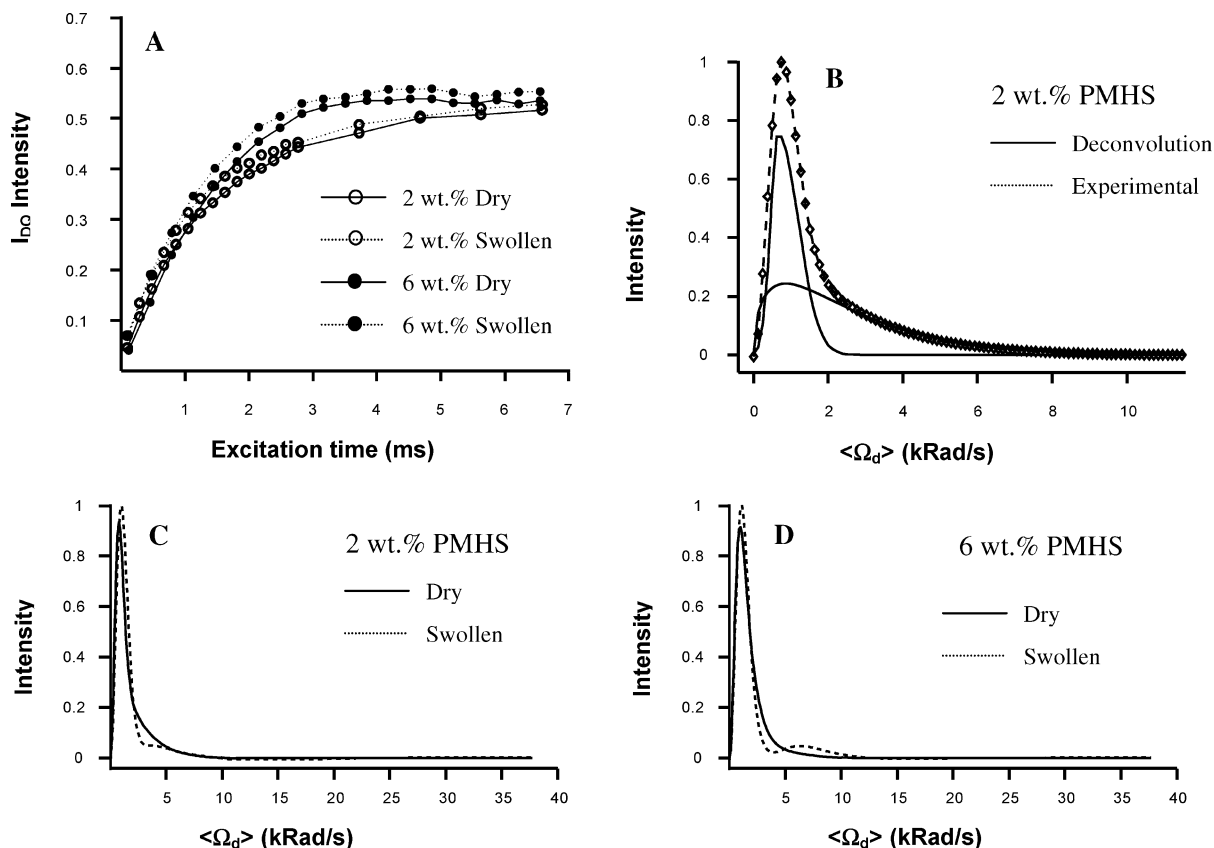 A
0.7
0.6
0.5
0.4
0.3
0.2
0.1
I_DΩ Intensity
2 wt.% Dry
2 wt.% Swollen
6 wt.% Dry
6 wt.% Swollen
1 2 3 4 5 6 7
Excitation time (ms)
B
1
0.8
0.6
0.4
0.2
0
Intensity
2 wt.% PMHS
Deconvolution
Experimental
0 2 4 6 8 10
<Ω_d> (kRad/s)
C
1
0.8
0.6
0.4
0.2
0
Intensity
2 wt.% PMHS
Dry
Swollen
5 10 15 20 25 30 35 40
<Ω_d> (kRad/s)
D
1
0.8
0.6
0.4
0.2
0
Intensity
6 wt.% PMHS
Dry
Swollen
5 10 15 20 25 30 35 40
<Ω_d> (kRad/s)